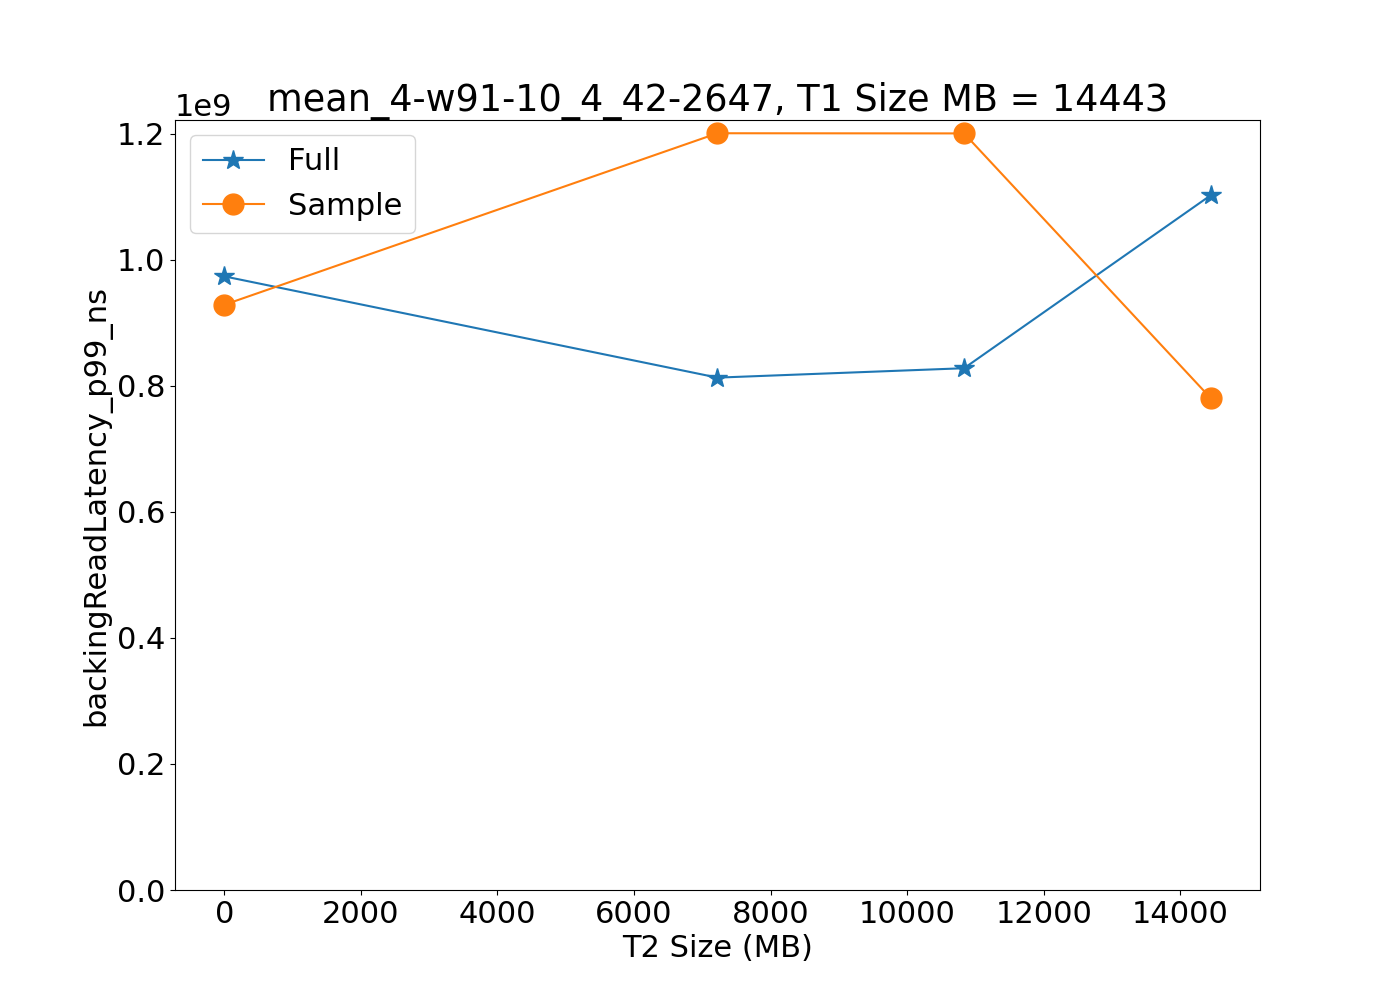 mean_4-w91-10_4_42-2647, T1 Size MB = 14443
1e9
Full
Sample
1.2
1.0
0.8
0.6
0.4
0.2
0.0
backingReadLatency_p99_ns
0 2000 4000 6000 8000 10000 12000 14000
T2 Size (MB)